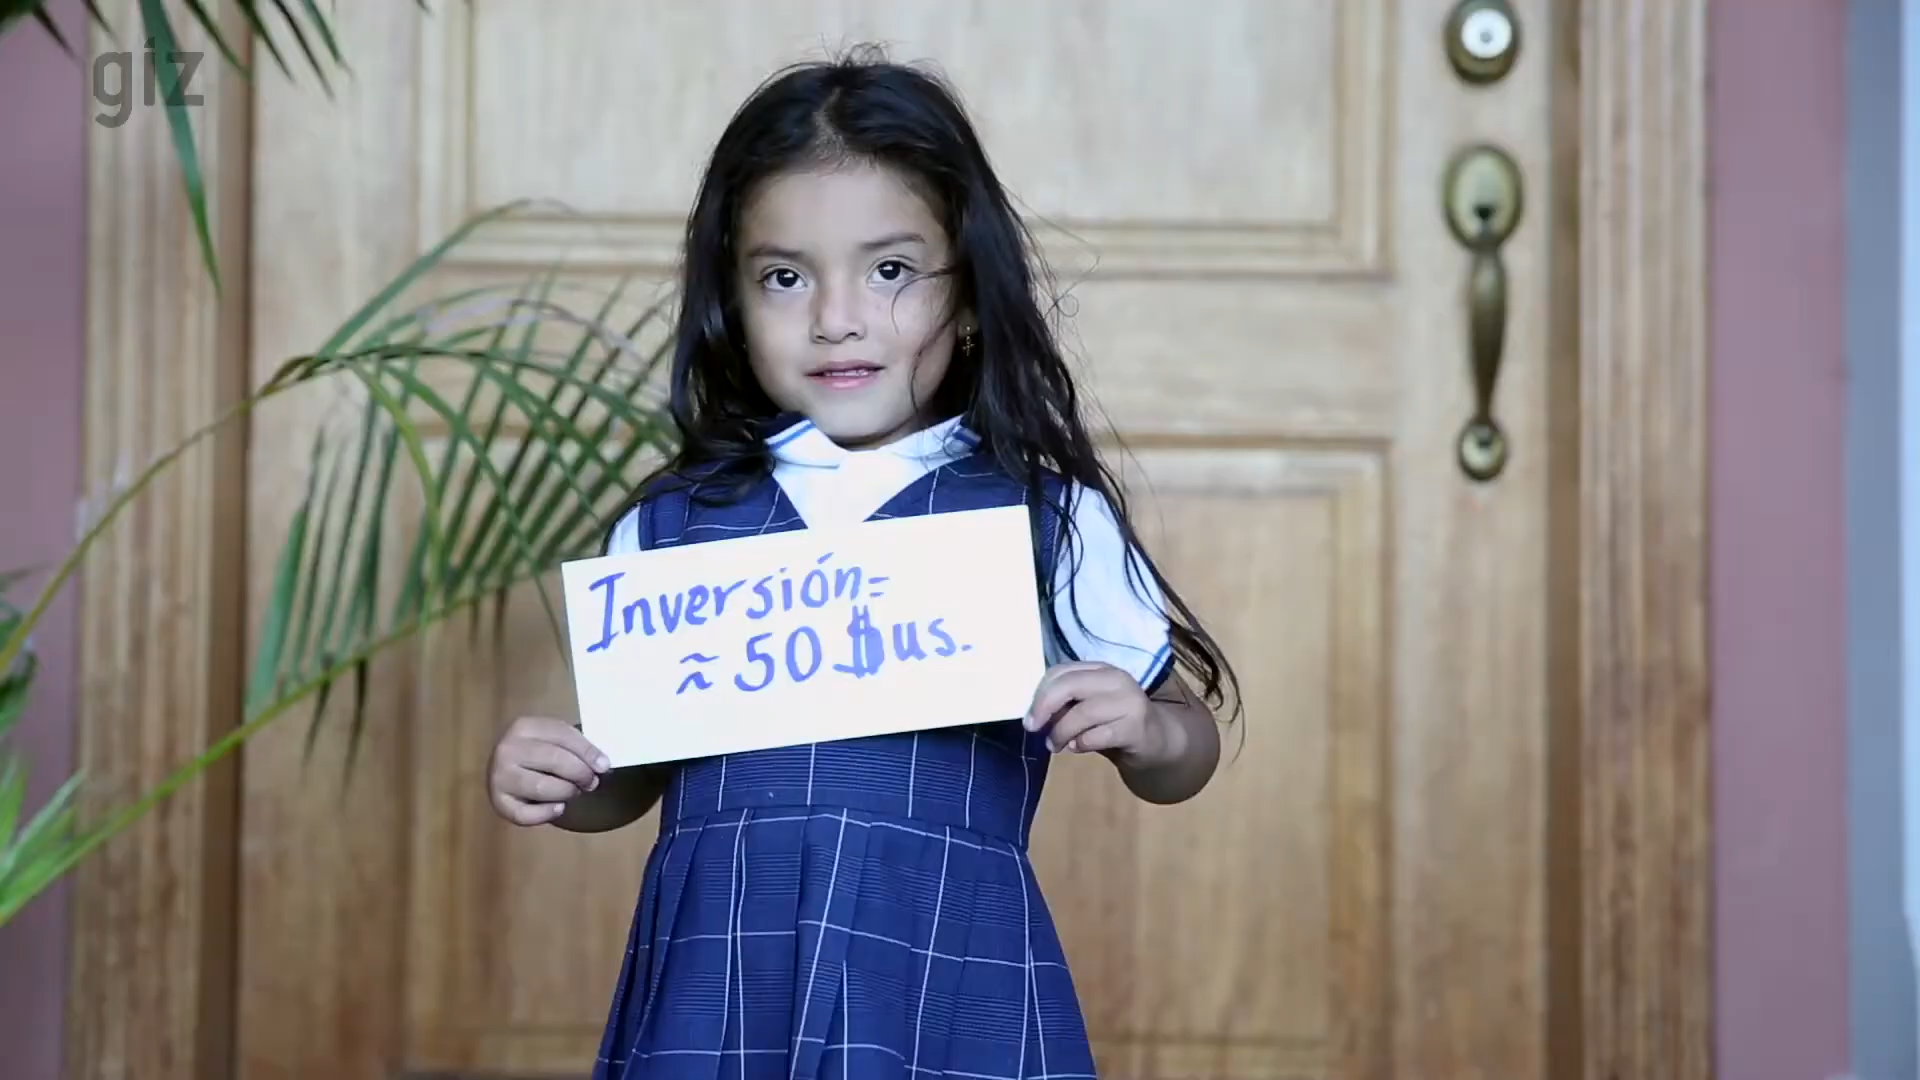 giz
Inversión=
≈ 50 $us.